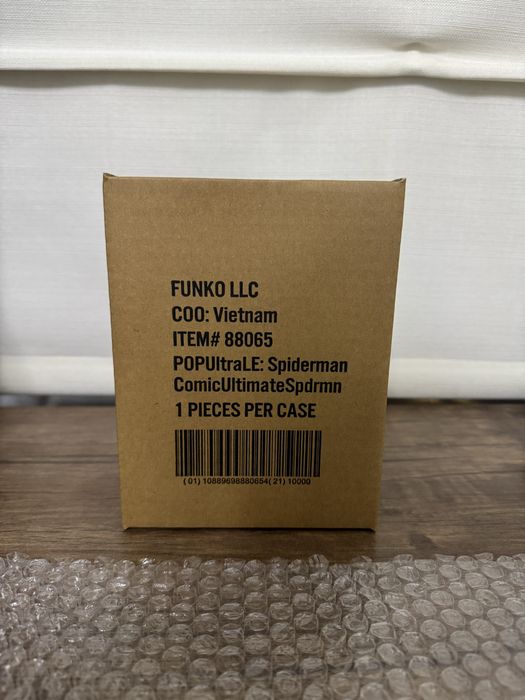 FUNKO LLC
COO: Vietnam
ITEM# 88065
POPUltraLE: Spiderman
ComicUltimateSpdrmn
1 PIECES PER CASE
( 01) 10889698880654( 21) 10000